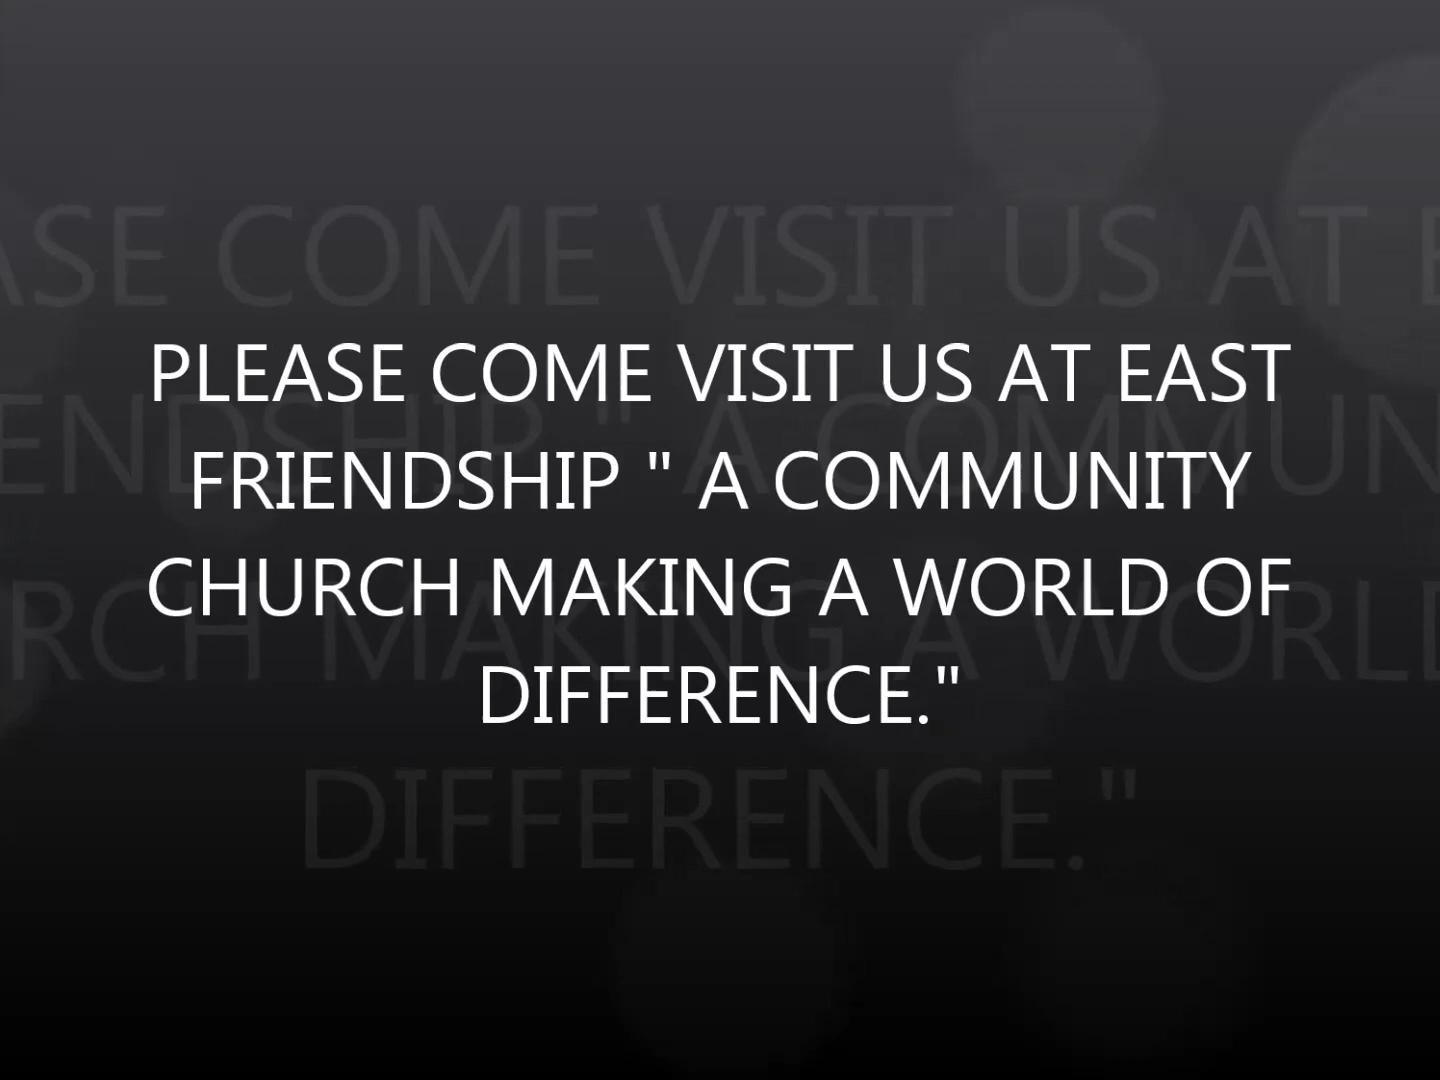 PLEASE COME VISIT US AT EAST
FRIENDSHIP " A COMMUNITY
CHURCH MAKING A WORLD OF
DIFFERENCE."